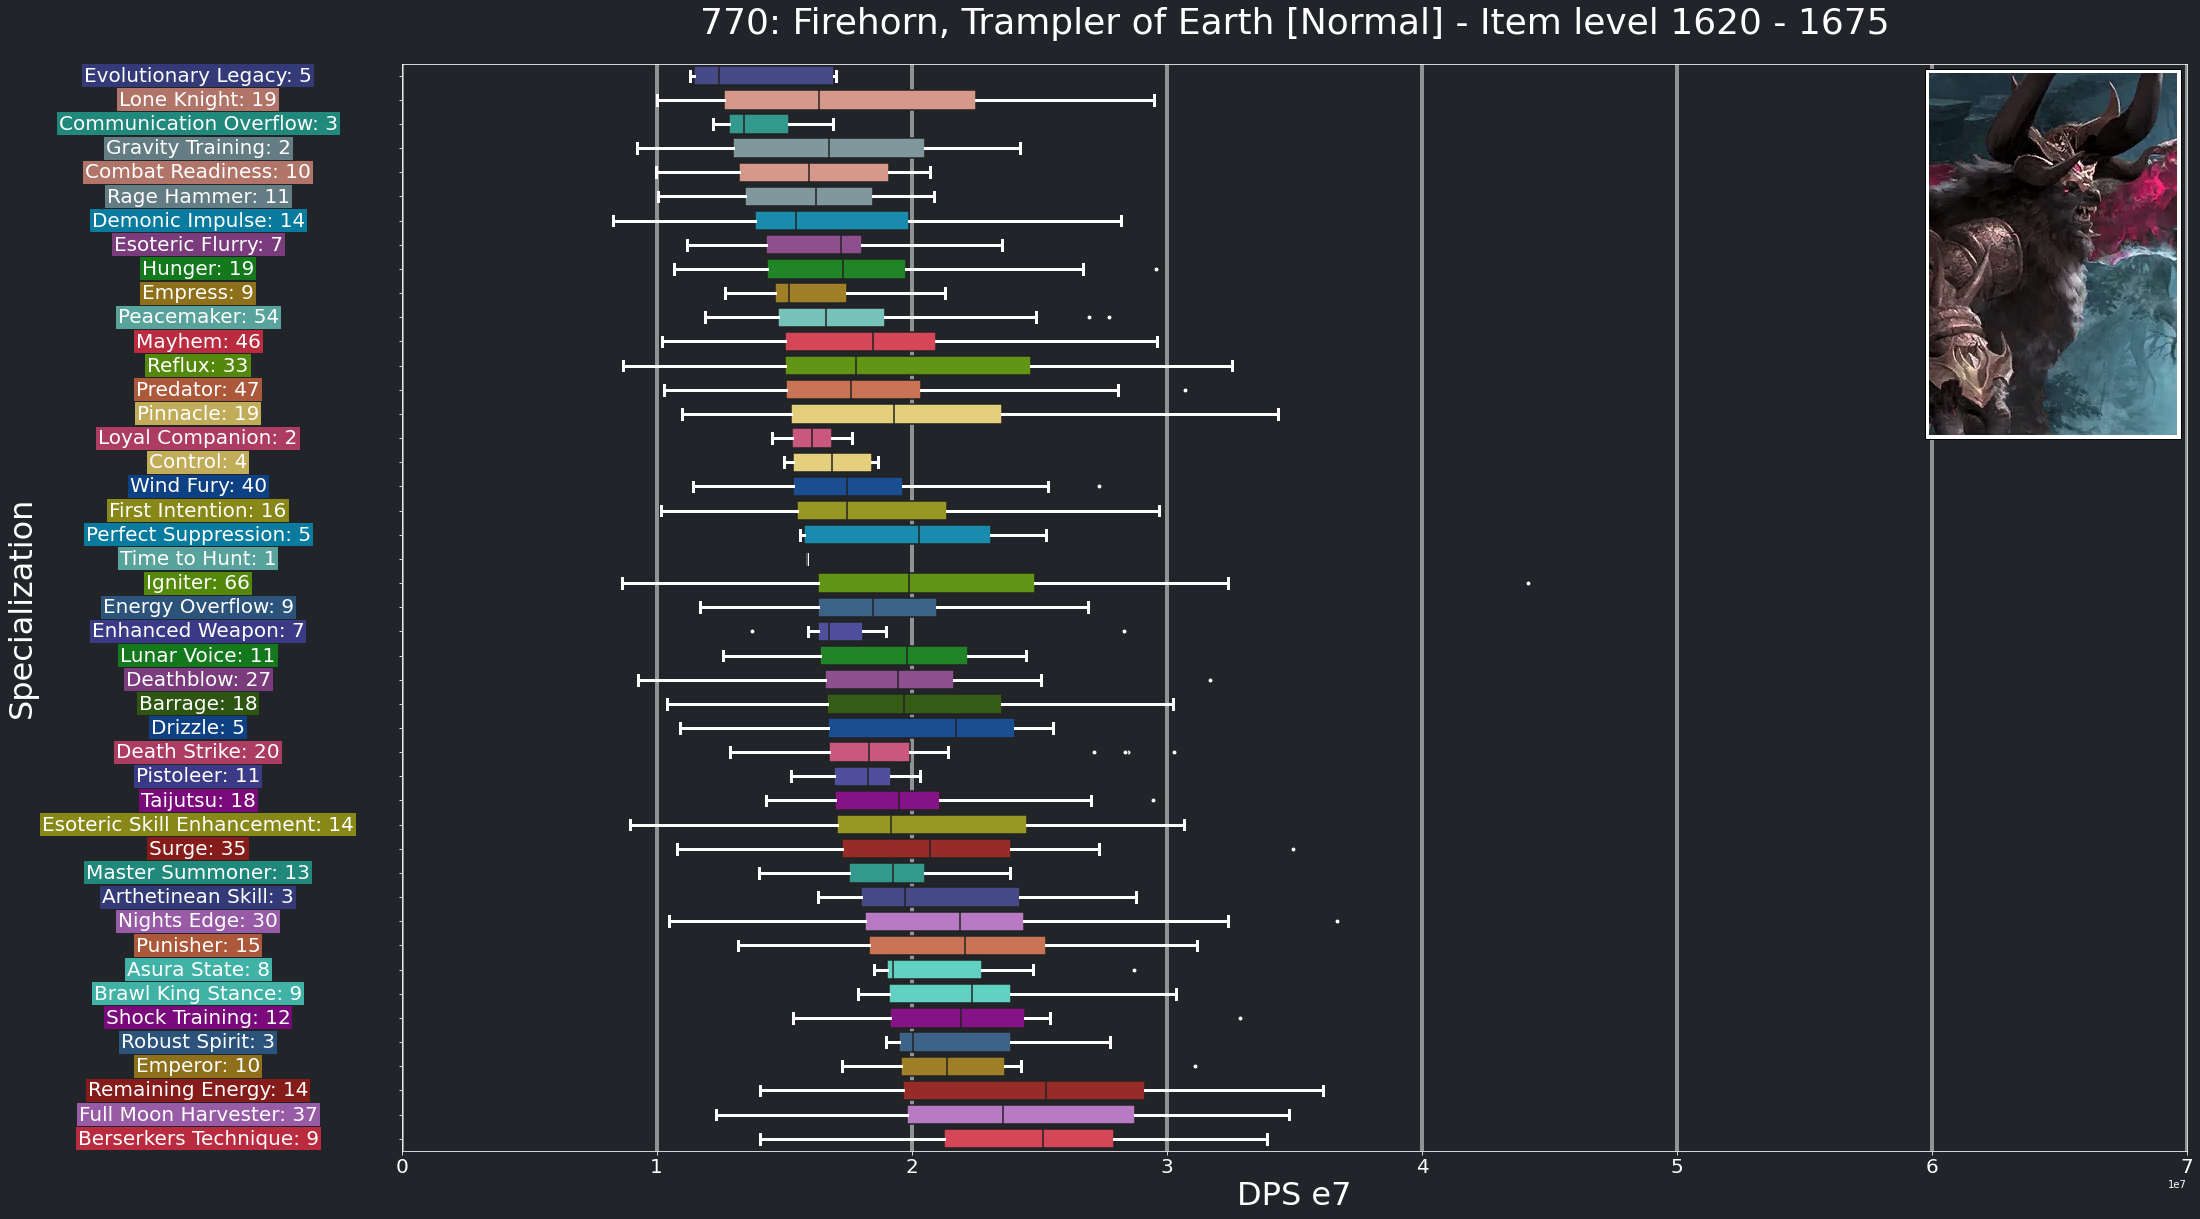 770: Firehorn, Trampler of Earth [Normal] - Item level 1620 - 1675
Specialization
Evolutionary Legacy: 5
Lone Knight: 19
Communication Overflow: 3
Gravity Training: 2
Combat Readiness: 10
Rage Hammer: 11
Demonic Impulse: 14
Esoteric Flurry: 7
Hunger: 19
Empress: 9
Peacemaker: 54
Mayhem: 46
Reflux: 33
Predator: 47
Pinnacle: 19
Loyal Companion: 2
Control: 4
Wind Fury: 40
First Intention: 16
Perfect Suppression: 5
Time to Hunt: 1
Igniter: 66
Energy Overflow: 9
Enhanced Weapon: 7
Lunar Voice: 11
Deathblow: 27
Barrage: 18
Drizzle: 5
Death Strike: 20
Pistoleer: 11
Taijutsu: 18
Esoteric Skill Enhancement: 14
Surge: 35
Master Summoner: 13
Arthetinean Skill: 3
Nights Edge: 30
Punisher: 15
Asura State: 8
Brawl King Stance: 9
Shock Training: 12
Robust Spirit: 3
Emperor: 10
Remaining Energy: 14
Full Moon Harvester: 37
Berserkers Technique: 9
0 1 2 3 4 5 6 7
DPS e7
1e7